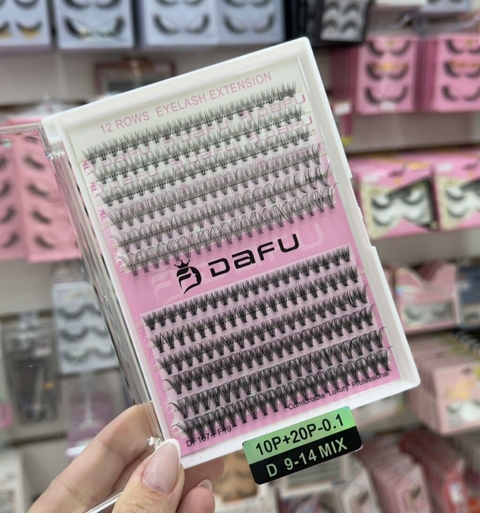 12 ROWS EYELASH EXTENSION
DAFU
10P+20P-0.1
D 9-14 MIX